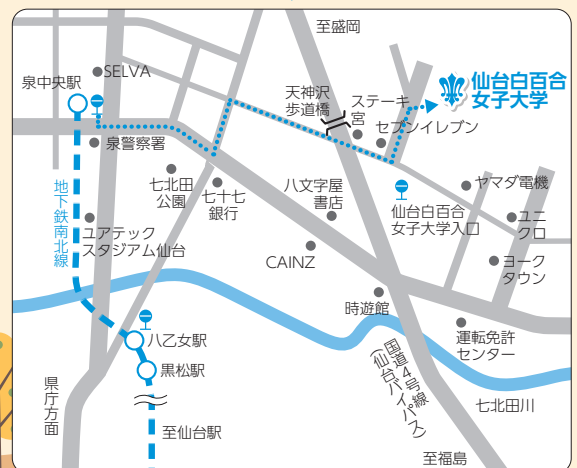 至盛岡
SELVA
泉中央駅
仙台白百合
女子大学
天神沢
歩道橋
ステーキ
宮
セブンイレブン
泉警察署
七北田
公園
七十七
銀行
八文字屋
書店
仙台白百合
女子大学入口
ヤマダ電機
ユニ
クロ
地下鉄南北線
ユアテック
スタジアム仙台
CAINZ
ヨーク
タウン
時遊館
八乙女駅
運転免許
センター
黒松駅
国道4号線
(仙台バイパス)
県庁方面
七北田川
至仙台駅
至福島